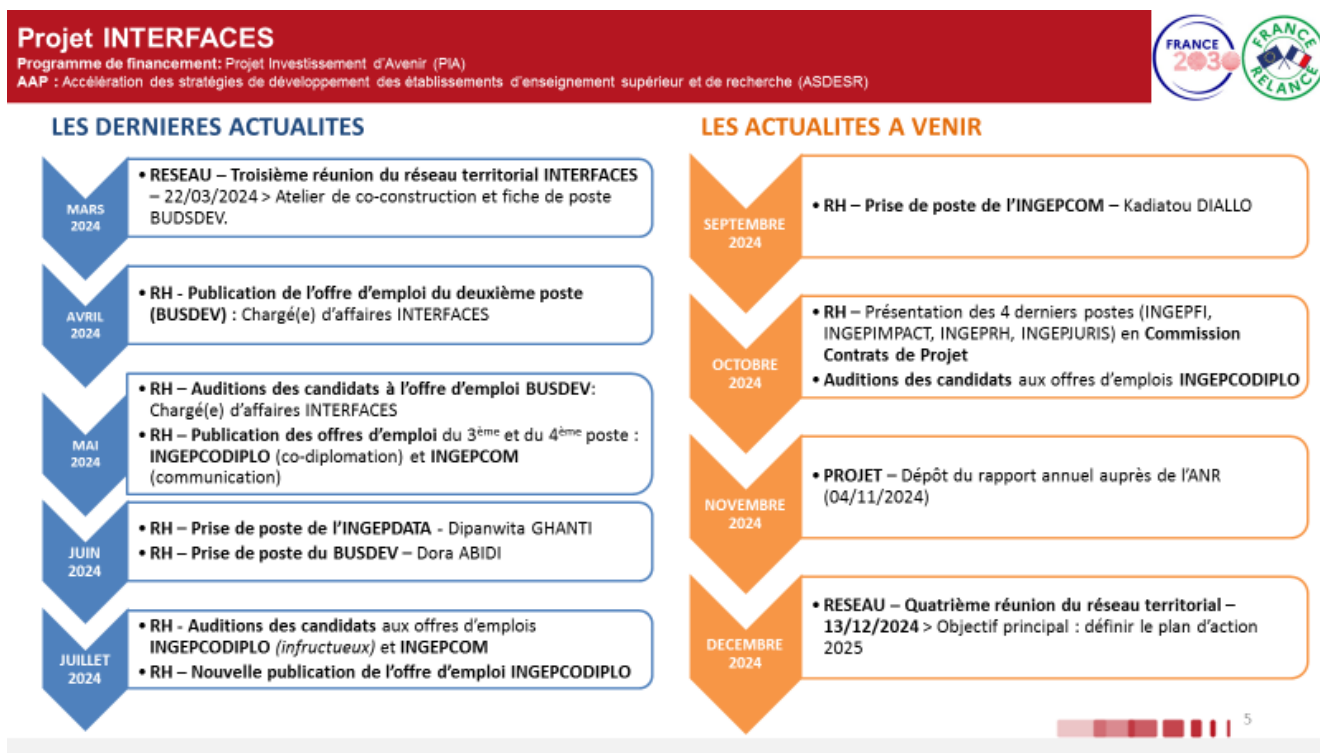 Projet INTERFACES
Programme de financement: Projet Investissement d'Avenir (PIA)
AAP : Accélération des stratégies de développement des établissements d'enseignement supérieur et de recherche (ASDESR)
FRANCE
2030
FRANCE
RELANCE
LES DERNIERES ACTUALITES
MARS
2024
• RESEAU – Troisième réunion du réseau territorial INTERFACES
– 22/03/2024 > Atelier de co-construction et fiche de poste
BUDSDEV.
AVRIL
2024
• RH - Publication de l'offre d'emploi du deuxième poste
(BUSDEV) : Chargé(e) d'affaires INTERFACES
MAI
2024
• RH – Auditions des candidats à l'offre d'emploi BUSDEV:
Chargé(e) d'affaires INTERFACES
• RH – Publication des offres d'emploi du 3ème et du 4ème poste :
INGEPCODIPLO (co-diplomation) et INGEPCOM
(communication)
JUIN
2024
• RH – Prise de poste de l'INGEPDATA - Dipanwita GHANTI
• RH – Prise de poste du BUSDEV – Dora ABIDI
JUILLET
2024
• RH - Auditions des candidats aux offres d'emplois
INGEPCODIPLO (infructueux) et INGEPCOM
• RH – Nouvelle publication de l'offre d'emploi INGEPCODIPLO
LES ACTUALITES A VENIR
SEPTEMBRE
2024
• RH – Prise de poste de l'INGEPCOM – Kadiatou DIALLO
OCTOBRE
2024
• RH – Présentation des 4 derniers postes (INGEPFI,
INGEPIMPACT, INGEPRH, INGEPJURIS) en Commission
Contrats de Projet
• Auditions des candidats aux offres d'emplois INGEPCODIPLO
NOVEMBRE
2024
• PROJET – Dépôt du rapport annuel auprès de l'ANR
(04/11/2024)
DECEMBRE
2024
• RESEAU – Quatrième réunion du réseau territorial –
13/12/2024 > Objectif principal : définir le plan d'action
2025
5